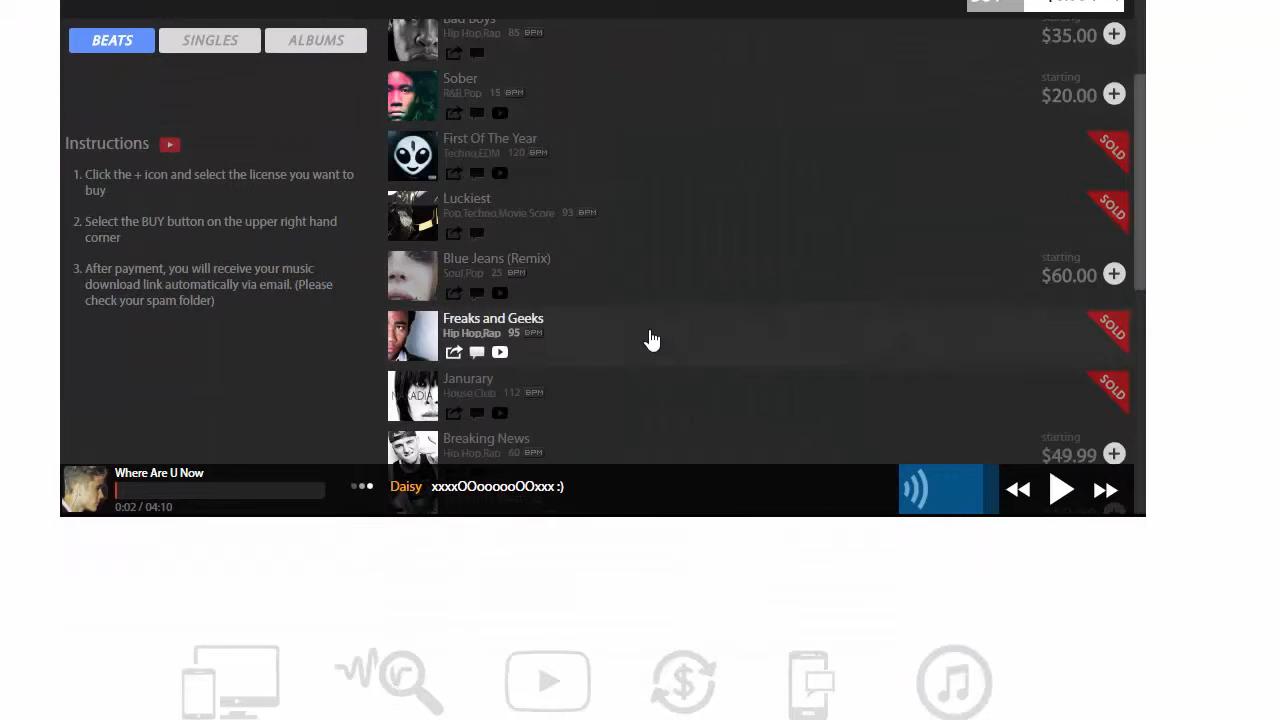 Bad Boys
Hip Hop,Rap 85 BPM
starting
$35.00
BEATS
SINGLES
ALBUMS
Sober
R&B,Pop 15 BPM
starting
$20.00
Instructions
1. Click the + icon and select the license you want to
buy
2. Select the BUY button on the upper right hand
corner
3. After payment, you will receive your music
download link automatically via email. (Please
check your spam folder)
First Of The Year
Techno,EDM 120 BPM
SOLD
Luckiest
Pop,Techno,Movie Score 93 BPM
SOLD
Blue Jeans (Remix)
Soul,Pop 25 BPM
starting
$60.00
Freaks and Geeks
Hip Hop,Rap 95 BPM
SOLD
Janurary
House,Club 112 BPM
SOLD
Breaking News
Hip Hop,Rap 60 BPM
starting
$49.99
Where Are U Now
0:02 / 04:10
Daisy xxxxOOoooooOOxxx :)